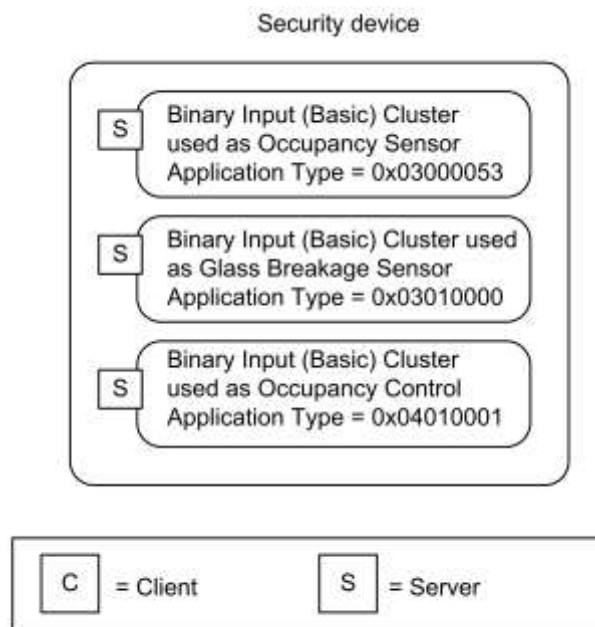 Security device
S
Binary Input (Basic) Cluster
used as Occupancy Sensor
Application Type = 0x03000053
S
Binary Input (Basic) Cluster used
as Glass Breakage Sensor
Application Type = 0x03010000
S
Binary Input (Basic) Cluster
used as Occupancy Control
Application Type = 0x04010001
C = Client
S = Server